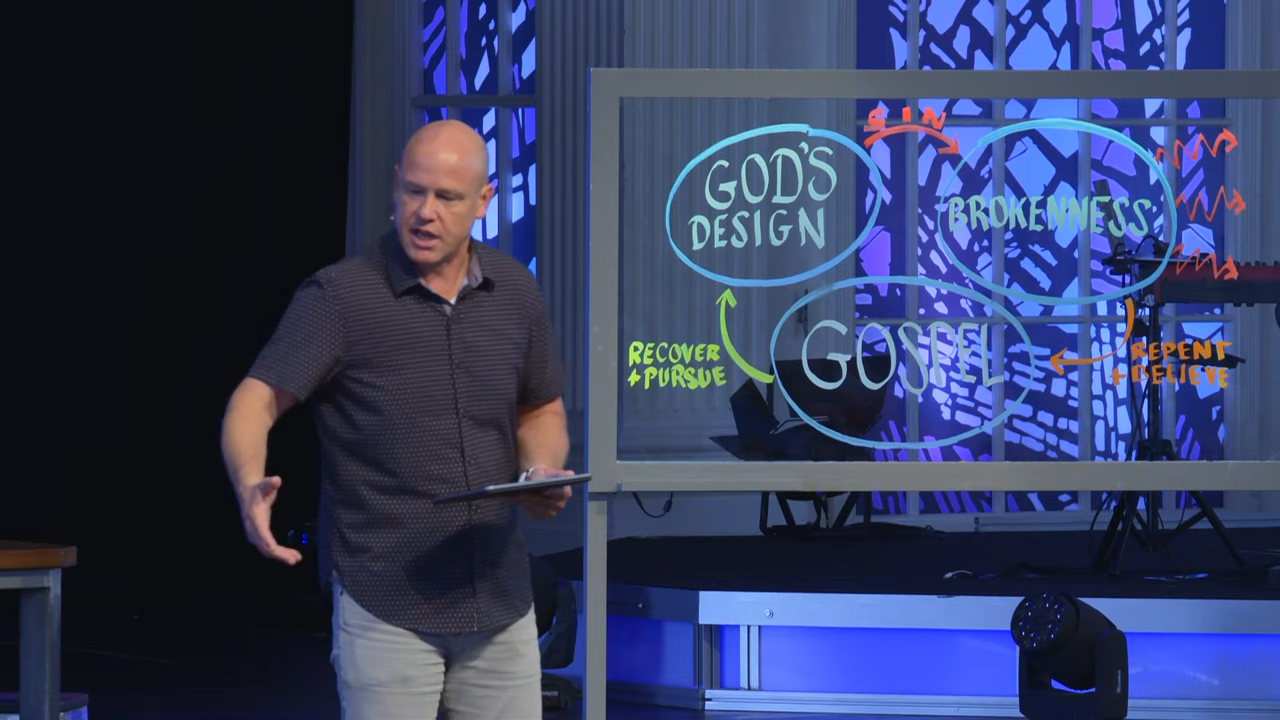 SIN
GOD'S
DESIGN
BROKENNESS
GOSPEL
RECOVER
+ PURSUE
REPENT
+ BELIEVE